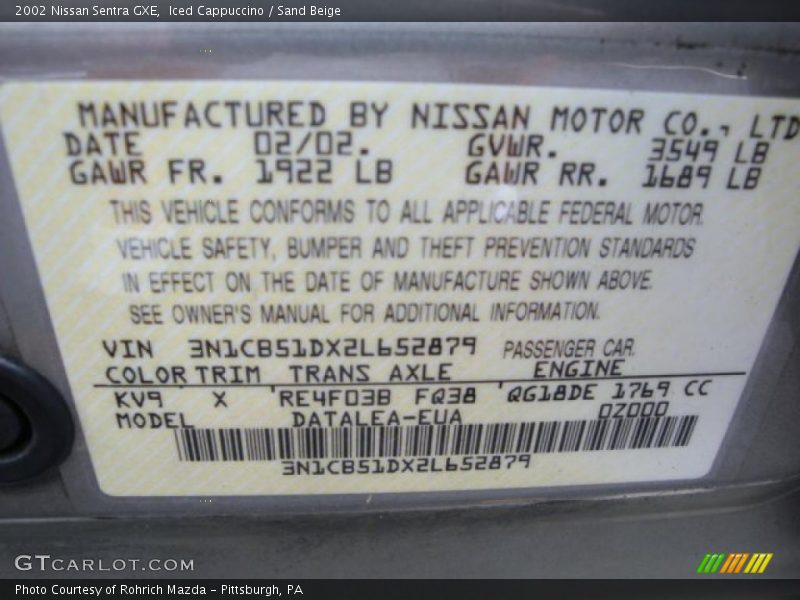 2002 Nissan Sentra GXE, Iced Cappuccino / Sand Beige
MANUFACTURED BY NISSAN MOTOR CO., LTD
DATE 02/02. GVWR. 3549 LB
GAWR FR. 1922 LB GAWR RR. 1689 LB
THIS VEHICLE CONFORMS TO ALL APPLICABLE FEDERAL MOTOR
VEHICLE SAFETY, BUMPER AND THEFT PREVENTION STANDARDS
IN EFFECT ON THE DATE OF MANUFACTURE SHOWN ABOVE.
SEE OWNER'S MANUAL FOR ADDITIONAL INFORMATION.
VIN 3N1CB51DX2L652879 PASSENGER CAR.
COLOR TRIM TRANS AXLE ENGINE
KV9 X RE4F03B FQ38 QG18DE 1769 CC
MODEL DATALEA-EUA 0Z000
3N1CB51DX2L652879
GTCARLOT.COM
Photo Courtesy of Rohrich Mazda - Pittsburgh, PA